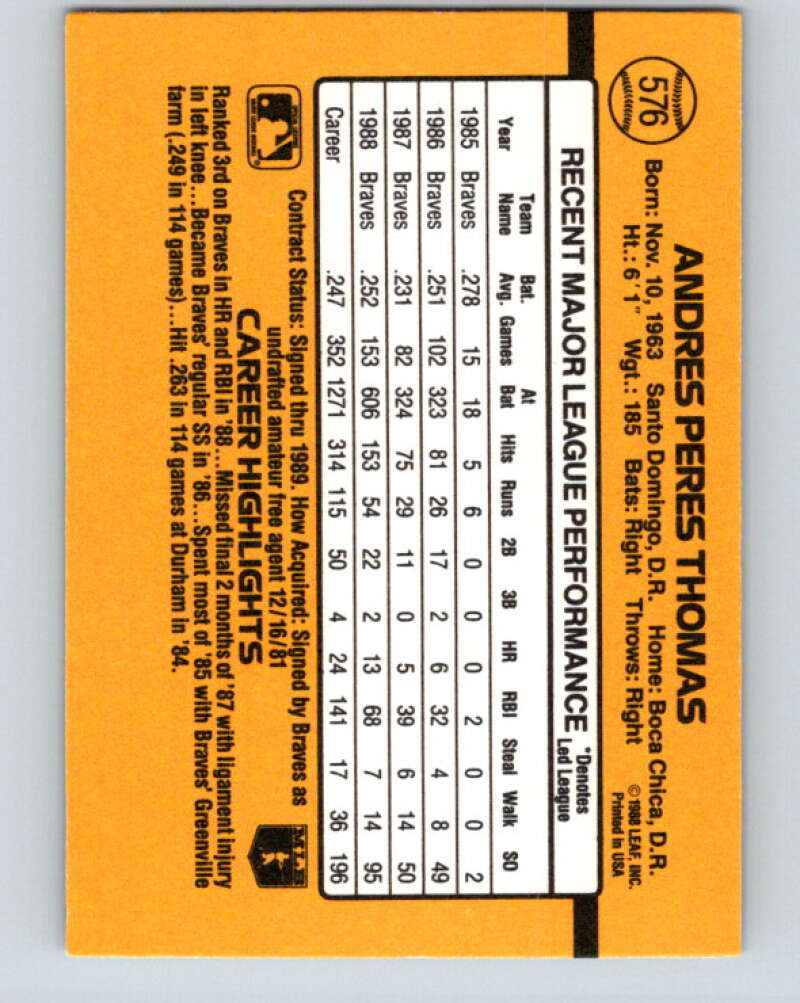 576
ANDRES PERES THOMAS
Born: Nov. 10, 1963 Santo Domingo, D.R. Home: Boca Chica, D.R.
Ht.: 6'1" Wgt.: 185 Bats: Right Throws: Right
© 1988 LEAF, INC.
Printed in USA
RECENT MAJOR LEAGUE PERFORMANCE
*Denotes
Led League
Year Team Name Bat. Avg. Games At Bat Hits Runs 2B 3B HR RBI Steal Walk SO
1985 Braves .278 15 18 5 6 0 0 0 2 0 0 2
1986 Braves .251 102 323 81 26 17 2 6 32 4 8 49
1987 Braves .231 82 324 75 29 11 0 5 39 6 14 50
1988 Braves .252 153 606 153 54 22 2 13 68 7 14 95
Career .247 352 1271 314 115 50 4 24 141 17 36 196
Contract Status: Signed thru 1989. How Acquired: Signed by Braves as
undrafted amateur free agent 12/16/81
CAREER HIGHLIGHTS
Ranked 3rd on Braves in HR and RBI in '88...Missed final 2 months of '87 with ligament injury
in left knee...Became Braves' regular SS in '86...Spent most of '85 with Braves' Greenville
farm (.249 in 114 games)...Hit .263 in 114 games at Durham in '84.